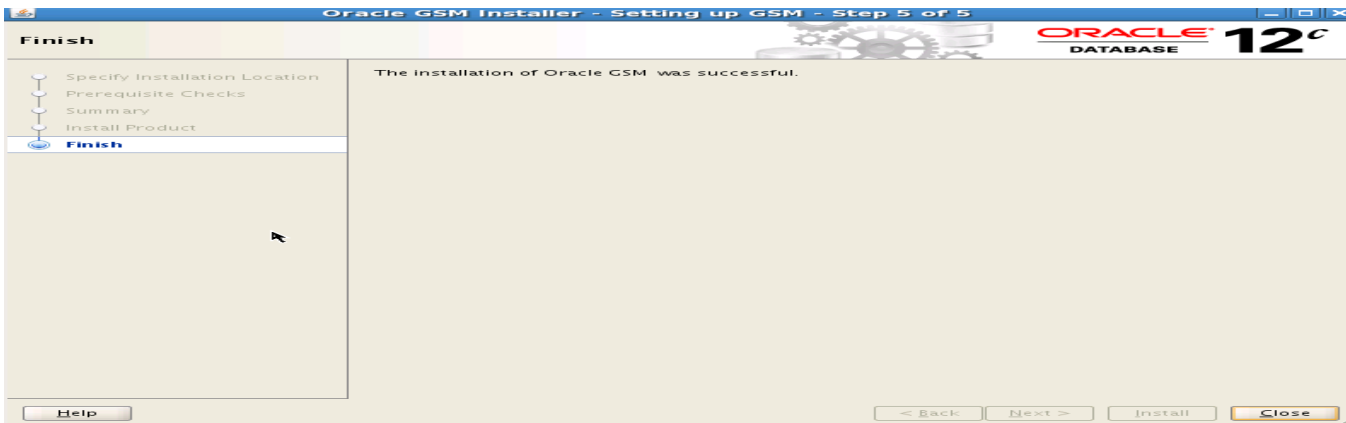 Oracle GSM Installer - Setting up GSM - Step 5 of 5
Finish
ORACLE DATABASE 12c
Specify Installation Location
Prerequisite Checks
Summary
Install Product
Finish
The installation of Oracle GSM was successful.
Help
< Back
Next >
Install
Close